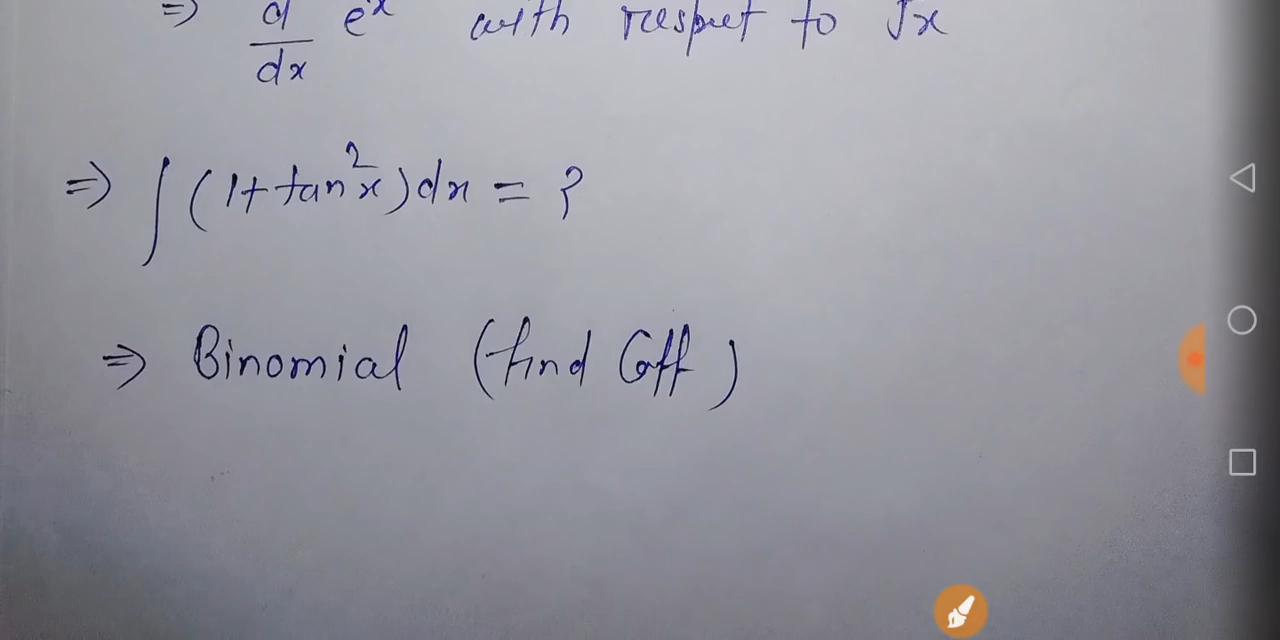 ⇒ d/dx e^x with respect to √x
⇒ ∫(1+tan²x)dx = ?
⇒ Binomial (find Coff)